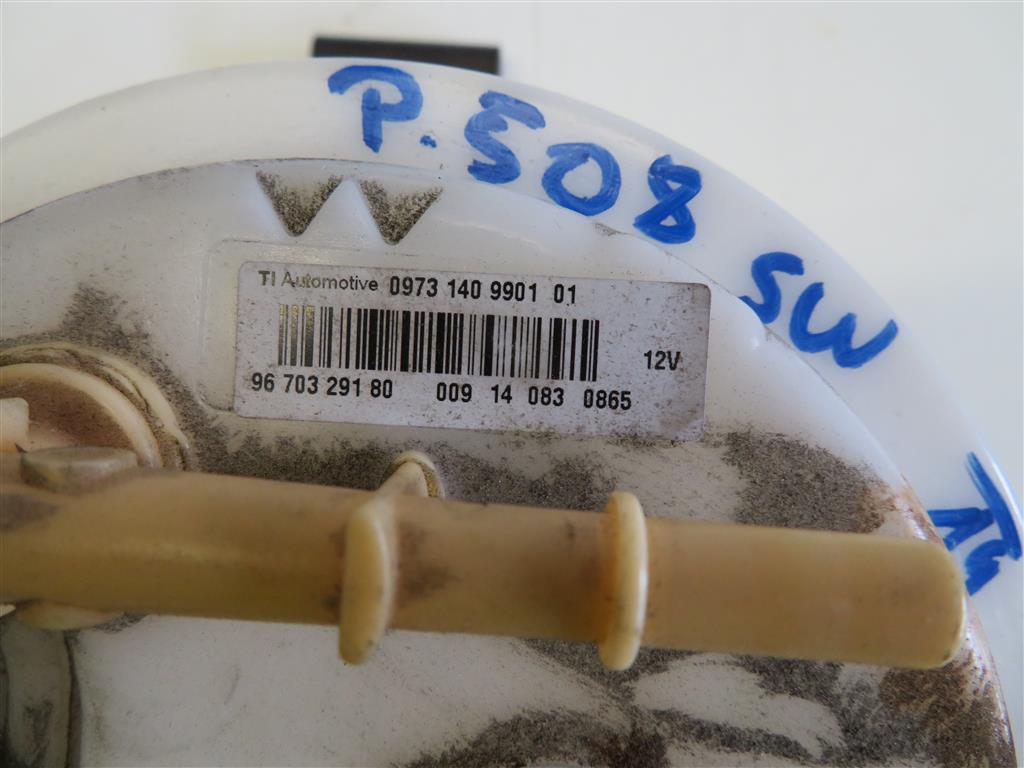 P.508 SW
TI Automotive 0973 140 9901 01
12V
96 703 291 80 009 14 083 0865